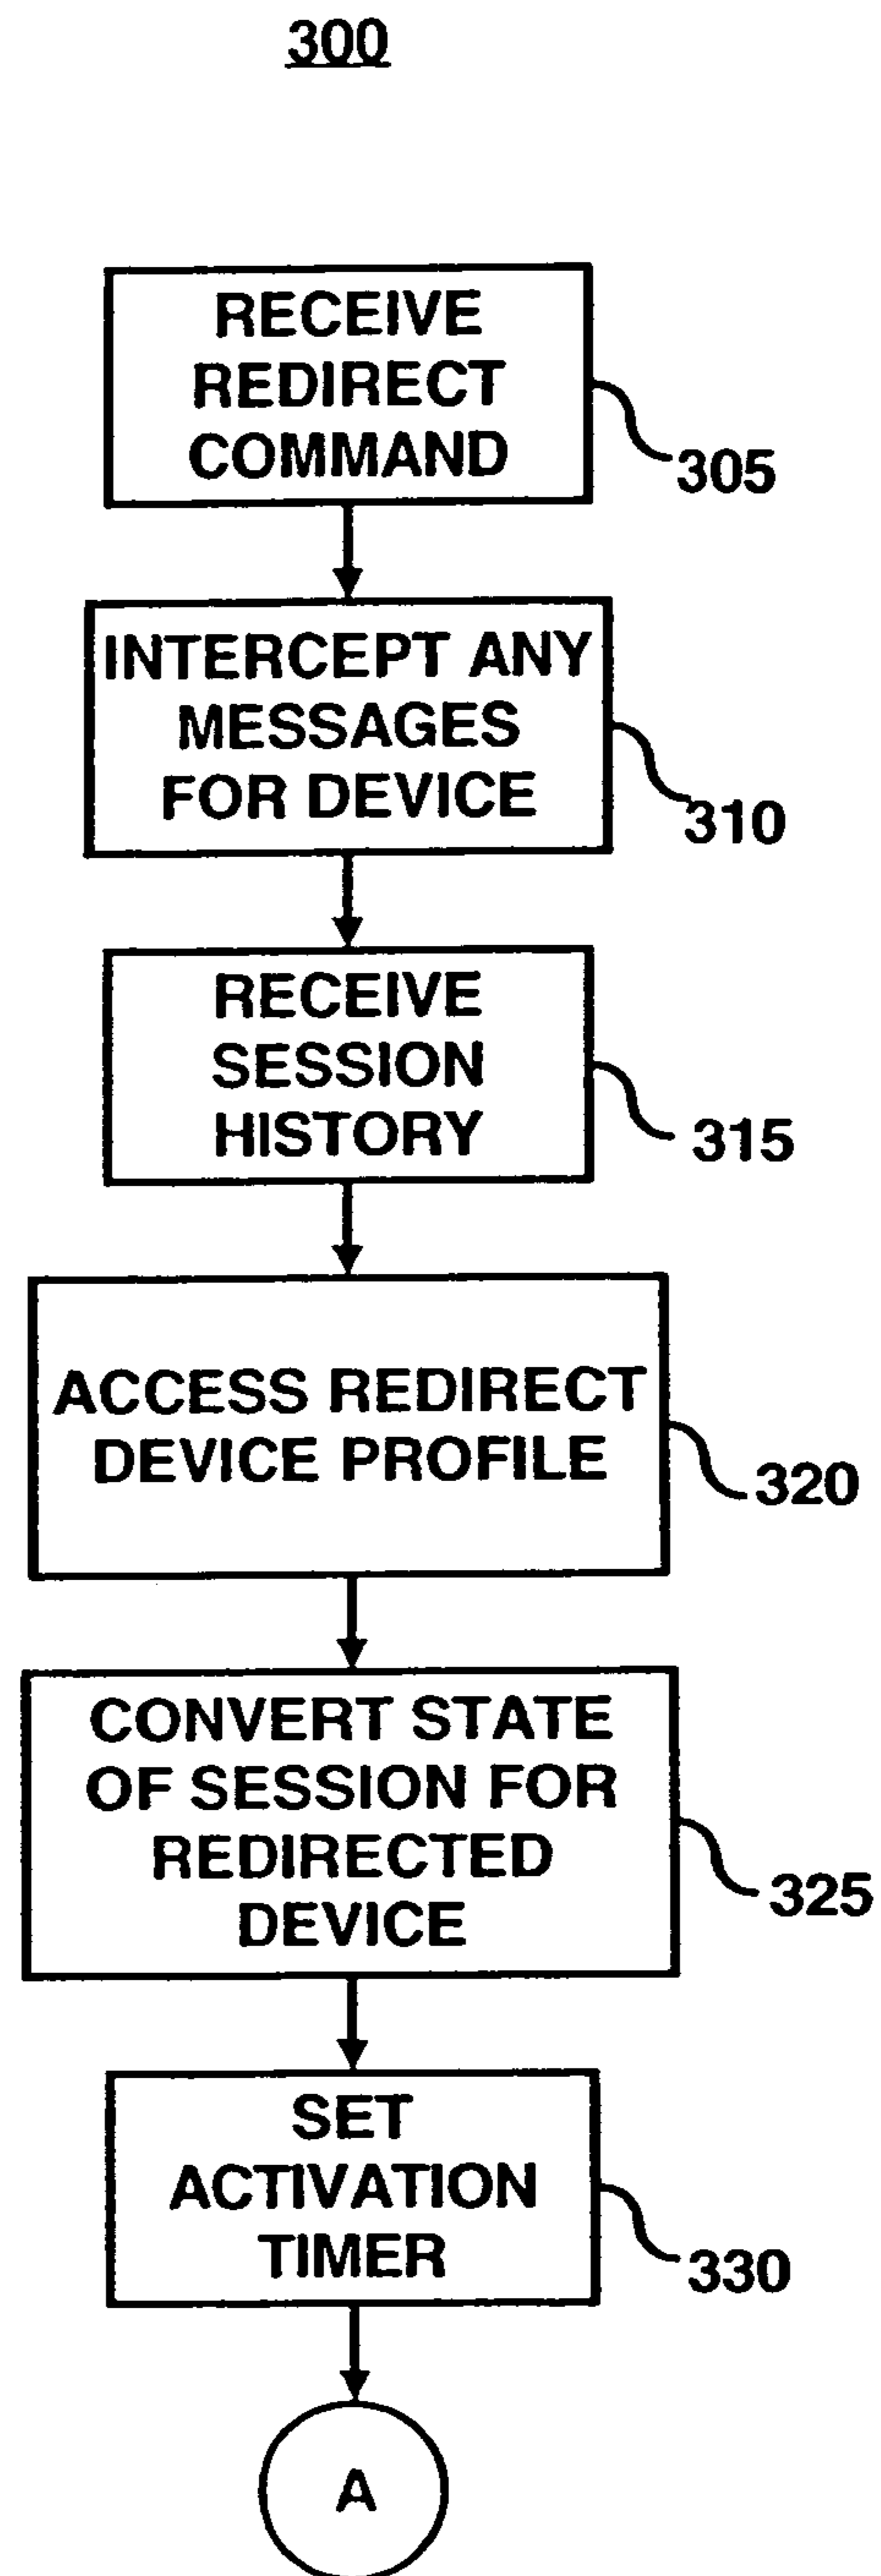 300
RECEIVE
REDIRECT
COMMAND
305
INTERCEPT ANY
MESSAGES
FOR DEVICE
310
RECEIVE
SESSION
HISTORY
315
ACCESS REDIRECT
DEVICE PROFILE
320
CONVERT STATE
OF SESSION FOR
REDIRECTED
DEVICE
325
SET
ACTIVATION
TIMER
330
A